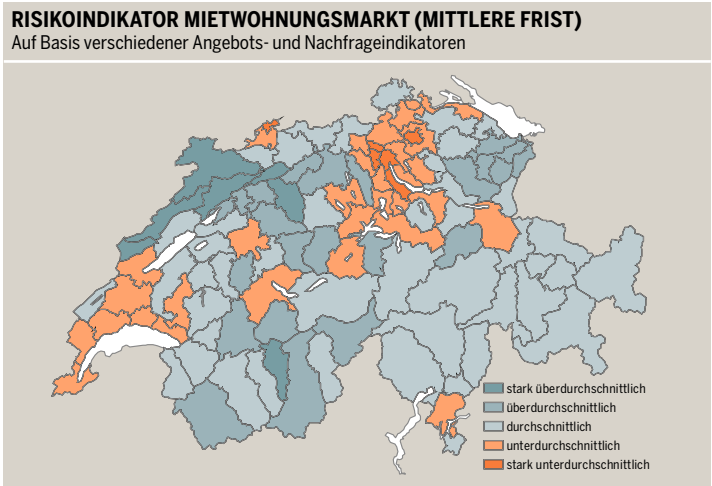 RISIKOINDIKATOR MIETWOHNUNGSMARKT (MITTLERE FRIST)
Auf Basis verschiedener Angebots- und Nachfrageindikatoren
stark überdurchschnittlich
überdurchschnittlich
durchschnittlich
unterdurchschnittlich
stark unterdurchschnittlich